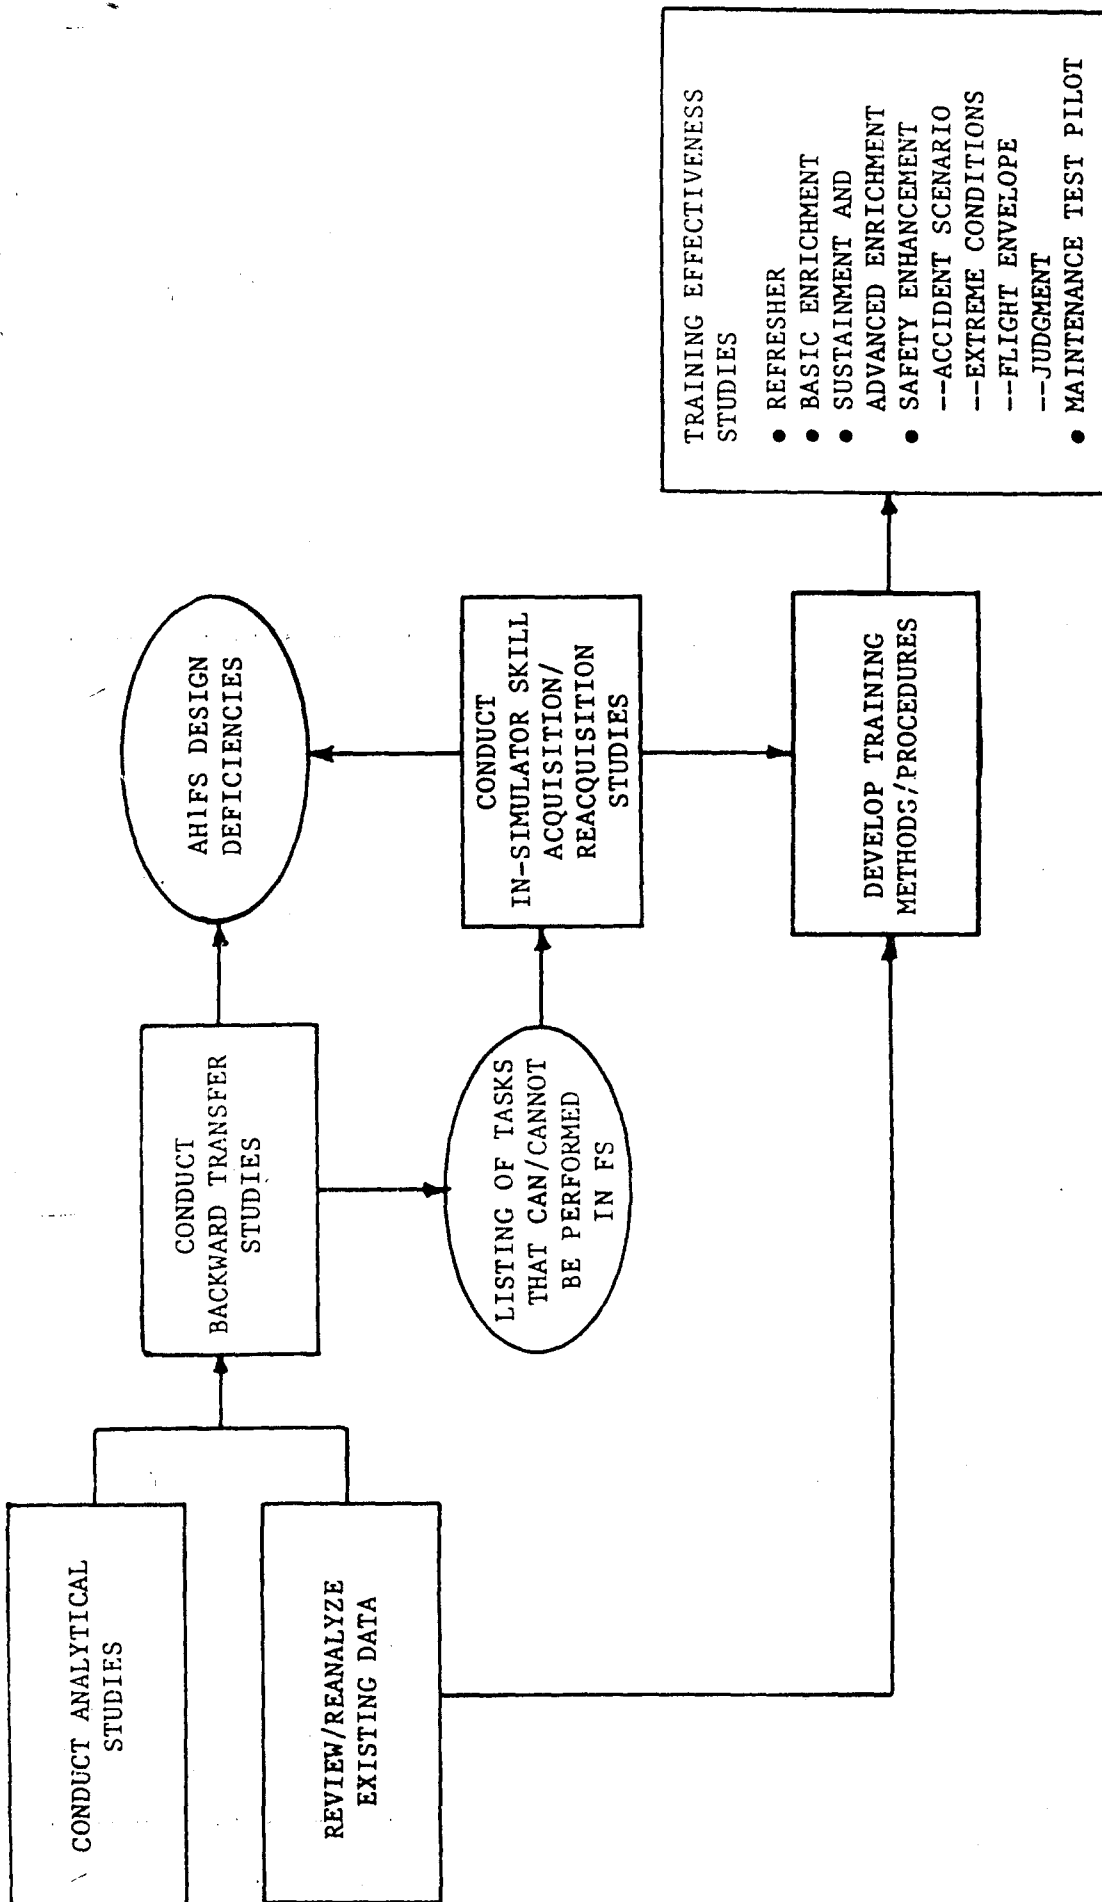 CONDUCT ANALYTICAL
STUDIES
REVIEW/REANALYZE
EXISTING DATA
CONDUCT
BACKWARD TRANSFER
STUDIES
LISTING OF TASKS
THAT CAN/CANNOT
BE PERFORMED
IN FS
AH1FS DESIGN
DEFICIENCIES
CONDUCT
IN-SIMULATOR SKILL
ACQUISITION/
REACQUISITION
STUDIES
DEVELOP TRAINING
METHODS/PROCEDURES
TRAINING EFFECTIVENESS
STUDIES
● REFRESHER
● BASIC ENRICHMENT
● SUSTAINMENT AND
ADVANCED ENRICHMENT
● SAFETY ENHANCEMENT
--ACCIDENT SCENARIO
--EXTREME CONDITIONS
--FLIGHT ENVELOPE
--JUDGMENT
● MAINTENANCE TEST PILOT